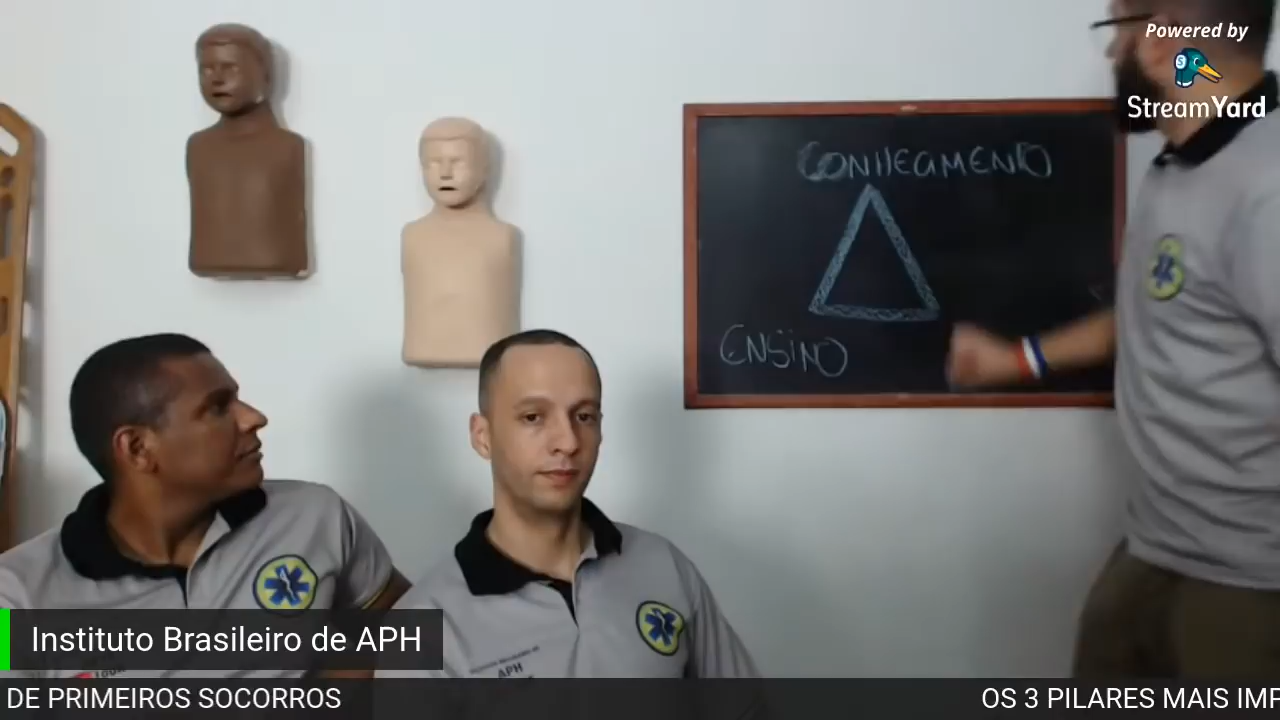 Powered by
StreamYard
CONHECIMENTO
ENSINO
APH
Instituto Brasileiro de APH
DE PRIMEIROS SOCORROS
OS 3 PILARES MAIS IMP